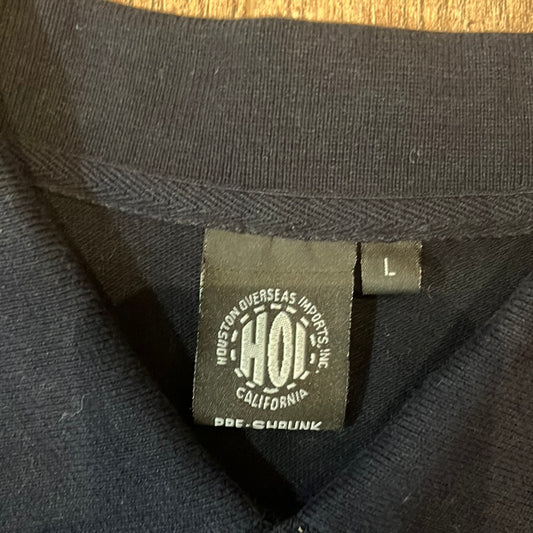 HOUSTON OVERSEAS IMPORTS, INC.
HOI
CALIFORNIA
PRE-SHRUNK
L